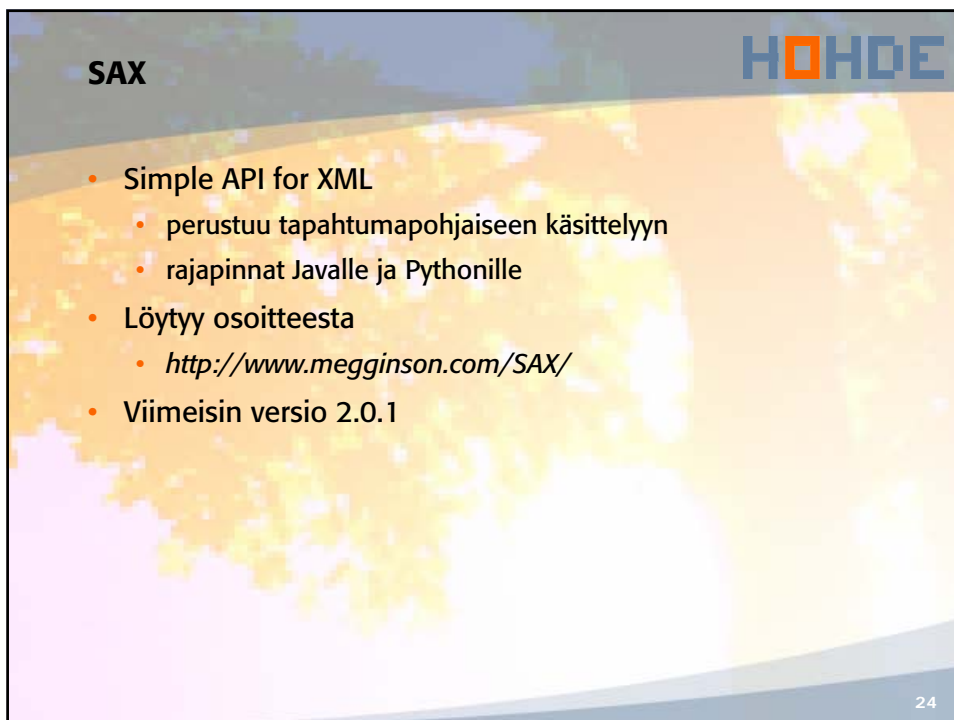 HOHDE
SAX
• Simple API for XML
• perustuu tapahtumapohjaiseen käsittelyyn
• rajapinnat Javalle ja Pythonille
• Löytyy osoitteesta
• http://www.megginson.com/SAX/
• Viimeisin versio 2.0.1
24